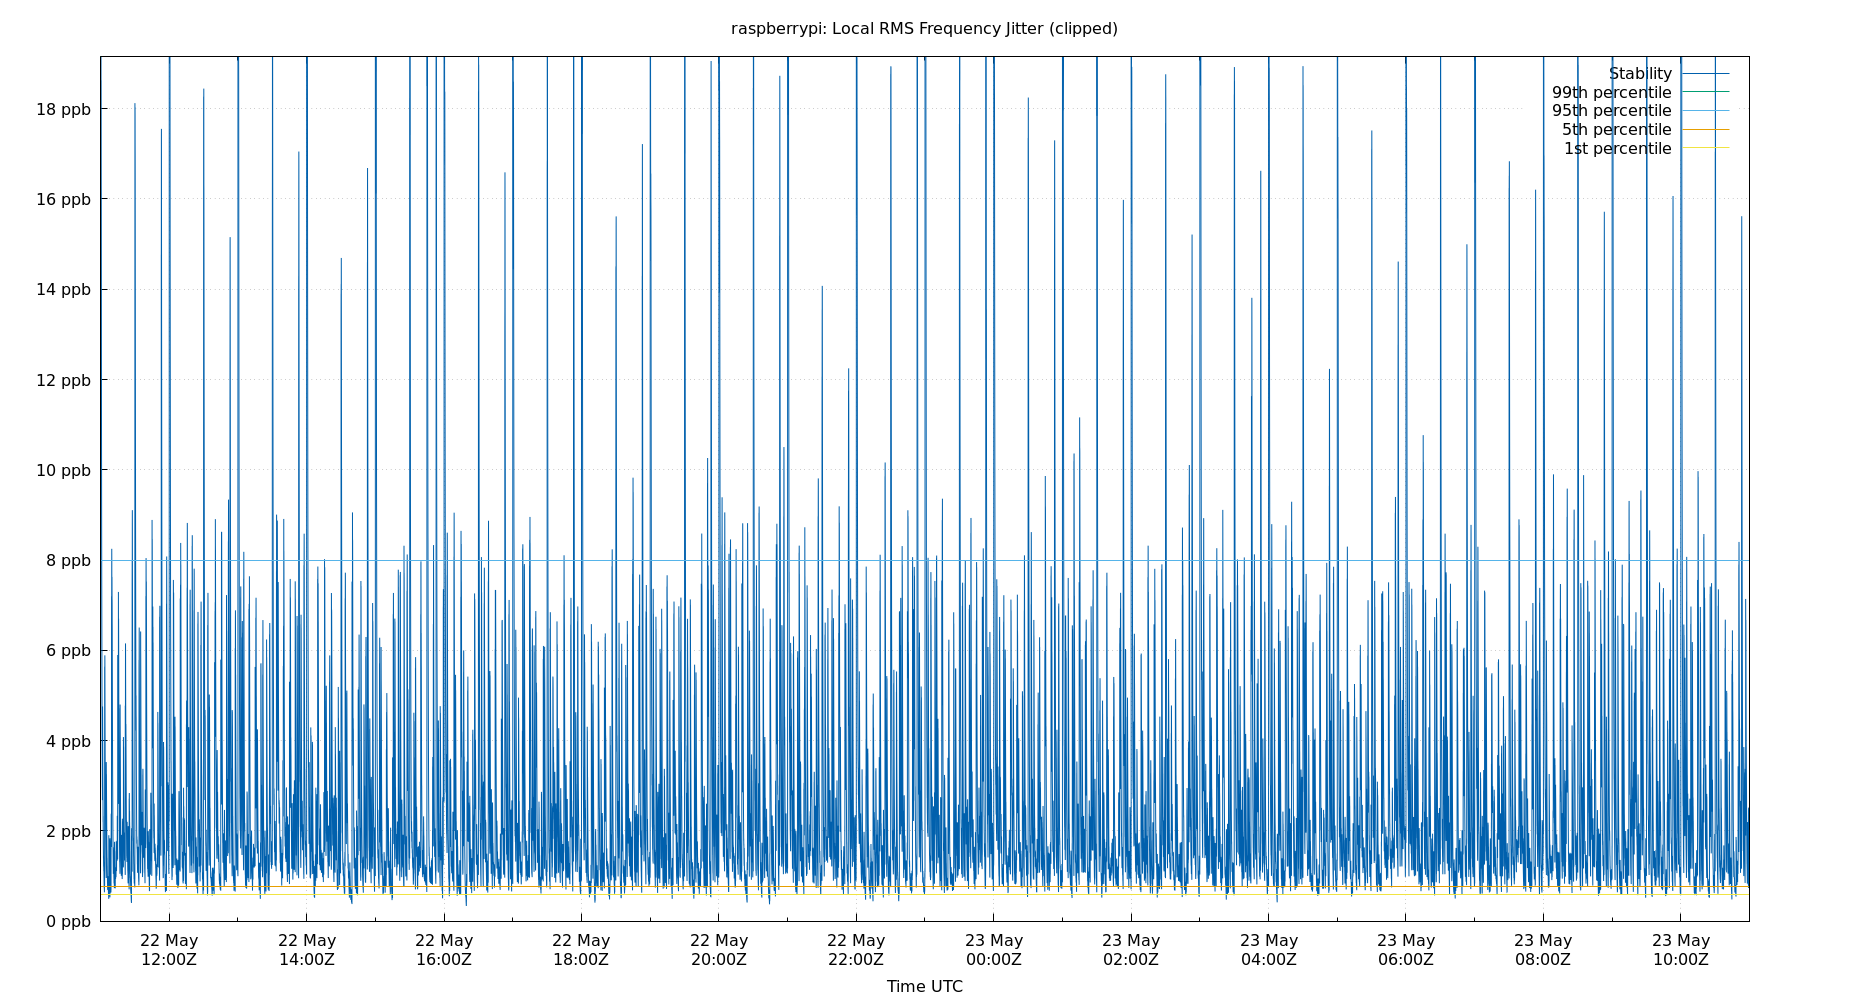 raspberrypi: Local RMS Frequency Jitter (clipped)
Stability
99th percentile
95th percentile
5th percentile
1st percentile
18 ppb
16 ppb
14 ppb
12 ppb
10 ppb
8 ppb
6 ppb
4 ppb
2 ppb
0 ppb
22 May 22 May 22 May 22 May 22 May 22 May 23 May 23 May 23 May 23 May 23 May 23 May
12:00Z 14:00Z 16:00Z 18:00Z 20:00Z 22:00Z 00:00Z 02:00Z 04:00Z 06:00Z 08:00Z 10:00Z
Time UTC